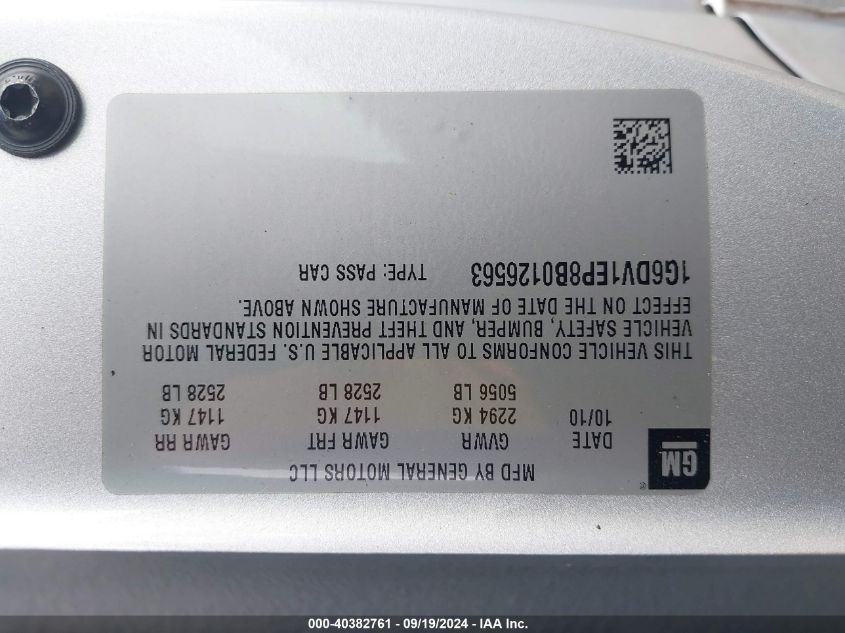 MFD BY GENERAL MOTORS LLC
GM
®
DATE GVWR GAWR FRT GAWR RR
10/10 2294 KG 1147 KG 1147 KG
5056 LB 2528 LB 2528 LB
THIS VEHICLE CONFORMS TO ALL APPLICABLE U.S. FEDERAL MOTOR
VEHICLE SAFETY, BUMPER, AND THEFT PREVENTION STANDARDS IN
EFFECT ON THE DATE OF MANUFACTURE SHOWN ABOVE.
1G6DV1EP8B0126563 TYPE: PASS CAR
000-40382761 - 09/19/2024 - IAA Inc.